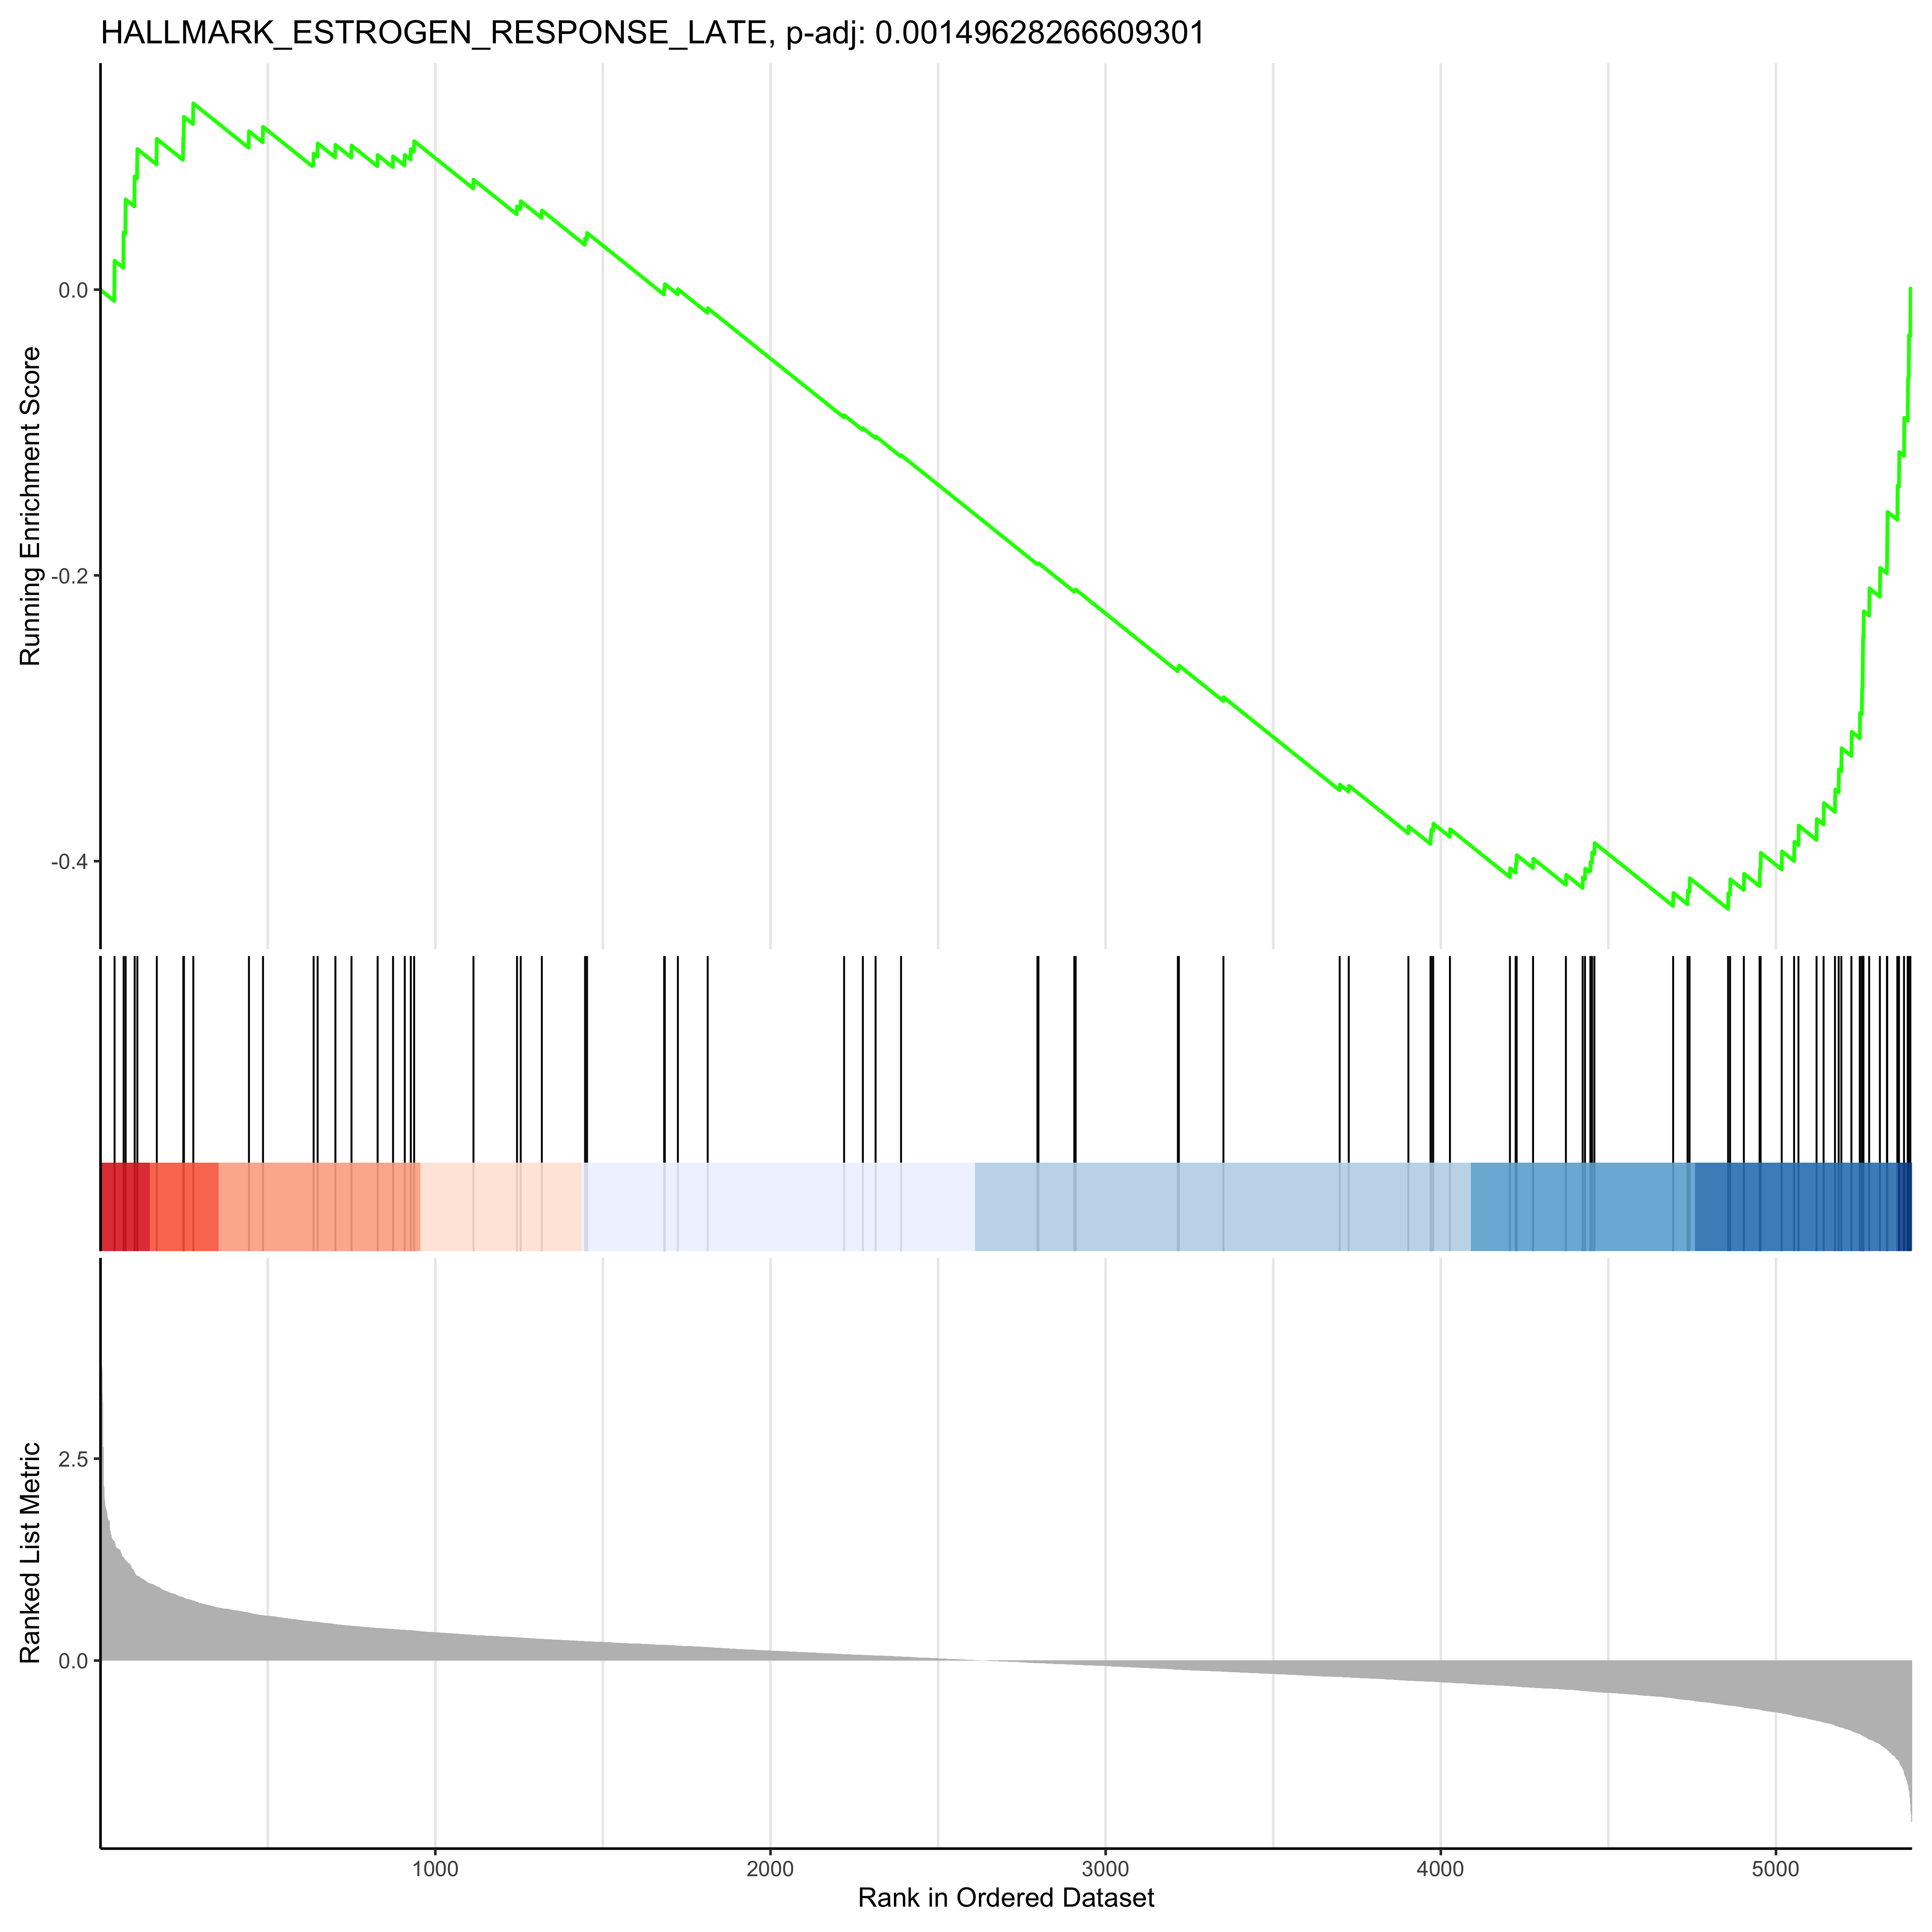 HALLMARK_ESTROGEN_RESPONSE_LATE, p-adj: 0.00149628266609301
Running Enrichment Score
0.0
-0.2
-0.4
Ranked List Metric
2.5
0.0
1000 2000 3000 4000 5000
Rank in Ordered Dataset